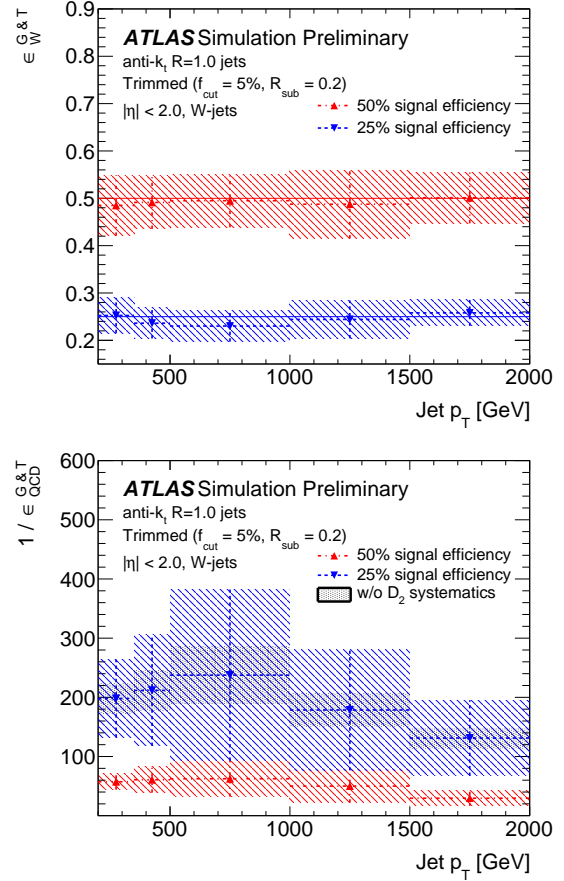 0.9
ϵ_W^{G & T}
ATLAS Simulation Preliminary
anti-k_t R=1.0 jets
0.8
Trimmed (f_cut = 5%, R_sub = 0.2)
|η| < 2.0, W-jets
50% signal efficiency
0.7
25% signal efficiency
0.6
0.5
0.4
0.3
0.2
500 1000 1500 2000
Jet p_T [GeV]
600
1 / ϵ_QCD^{G & T}
ATLAS Simulation Preliminary
anti-k_t R=1.0 jets
500
Trimmed (f_cut = 5%, R_sub = 0.2)
|η| < 2.0, W-jets
50% signal efficiency
25% signal efficiency
400
w/o D_2 systematics
300
200
100
500 1000 1500 2000
Jet p_T [GeV]